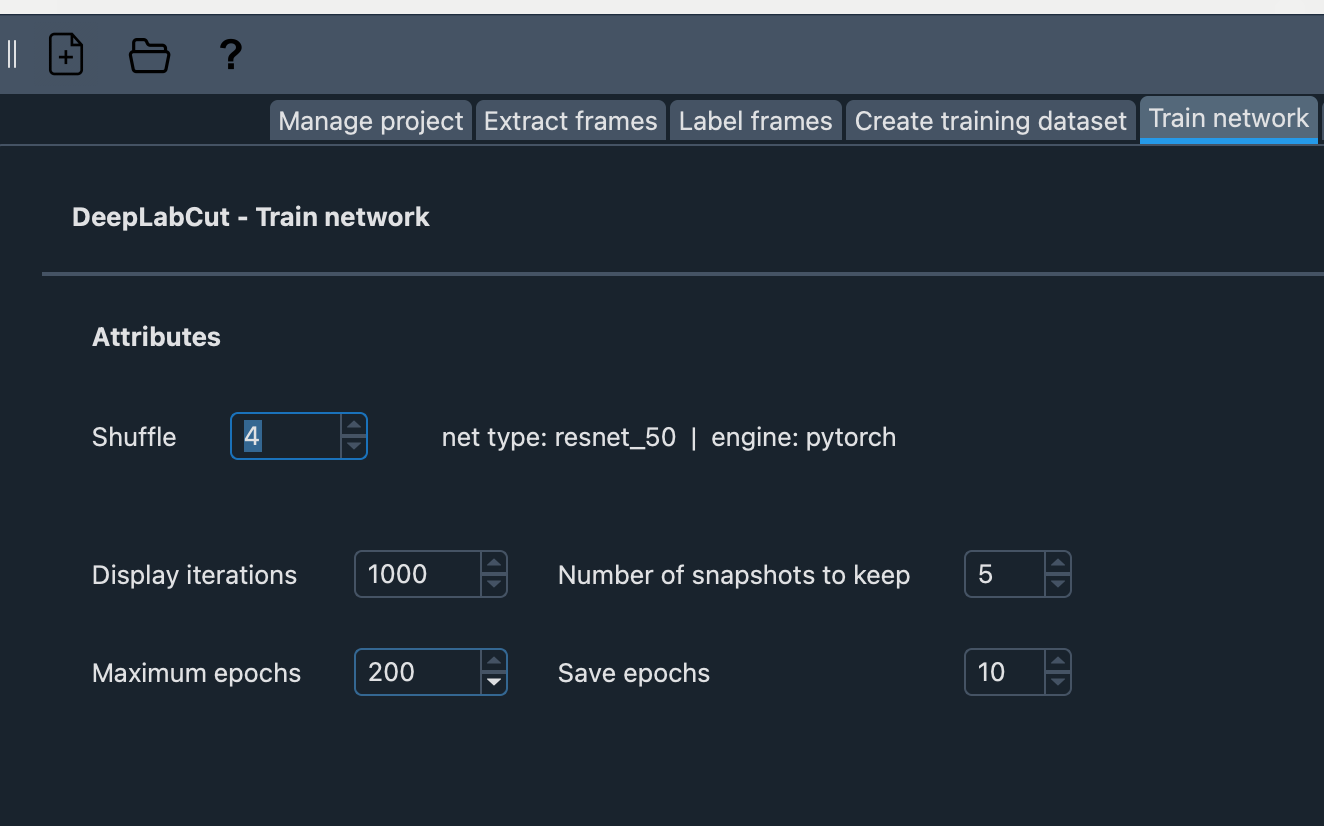 ?
Manage project Extract frames Label frames Create training dataset Train network
DeepLabCut - Train network
Attributes
Shuffle 4 net type: resnet_50 | engine: pytorch
Display iterations 1000 Number of snapshots to keep 5
Maximum epochs 200 Save epochs 10